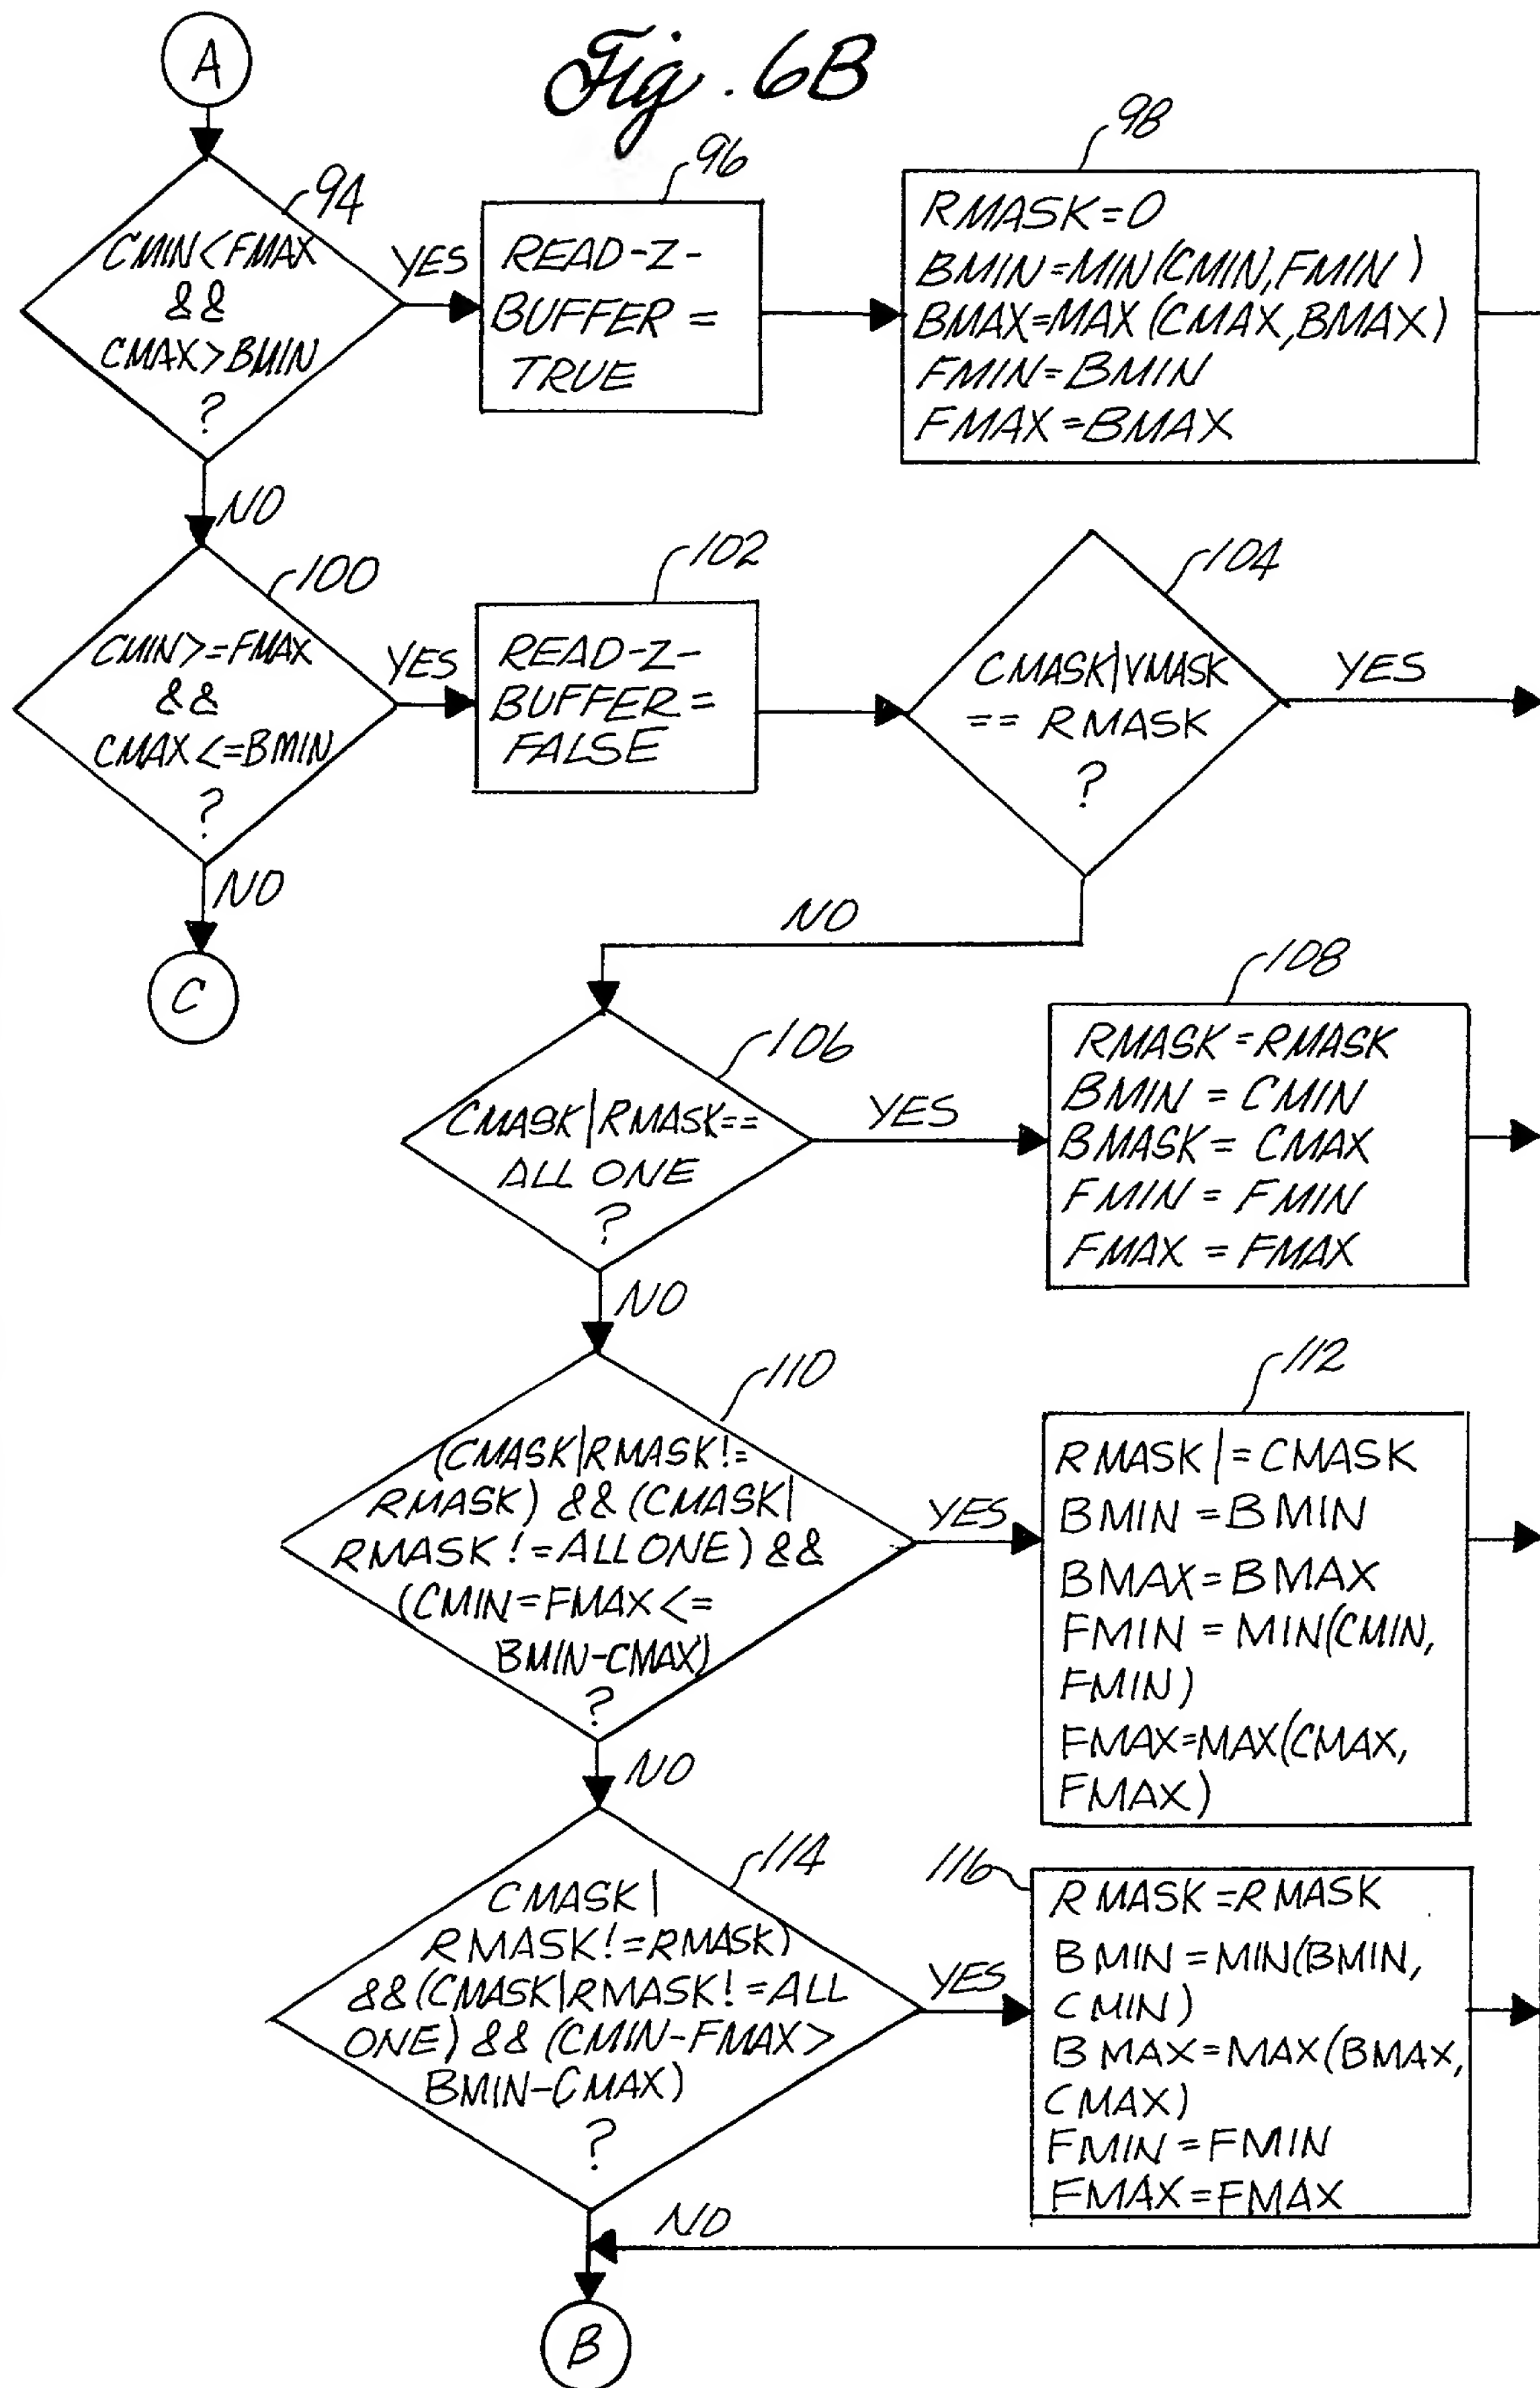 Fig. 6B
A
94
CMIN<FMAX
&&
CMAX>BMIN
?
YES
96
READ-Z-
BUFFER =
TRUE
98
RMASK=0
BMIN=MIN(CMIN,FMIN)
BMAX=MAX(CMAX,BMAX)
FMIN=BMIN
FMAX=BMAX
NO
100
CMIN>=FMAX
&&
CMAX<=BMIN
?
YES
102
READ-Z-
BUFFER=
FALSE
104
CMASK|VMASK
== RMASK
?
YES
NO
C
NO
106
CMASK|RMASK==
ALL ONE
?
YES
108
RMASK=RMASK
BMIN = CMIN
BMASK = CMAX
FMIN = FMIN
FMAX = FMAX
NO
110
(CMASK|RMASK!=
RMASK) && (CMASK|
RMASK!=ALL ONE) &&
(CMIN=FMAX<=
BMIN-CMAX)
?
YES
112
RMASK|=CMASK
BMIN=BMIN
BMAX=BMAX
FMIN = MIN(CMIN,
FMIN)
FMAX=MAX(CMAX,
FMAX)
NO
114
CMASK|
RMASK!=RMASK)
&&(CMASK|RMASK!=ALL
ONE) && (CMIN-FMAX>
BMIN-CMAX)
?
YES
116
RMASK=RMASK
BMIN=MIN(BMIN,
CMIN)
BMAX=MAX(BMAX,
CMAX)
FMIN=FMIN
FMAX=FMAX
NO
B